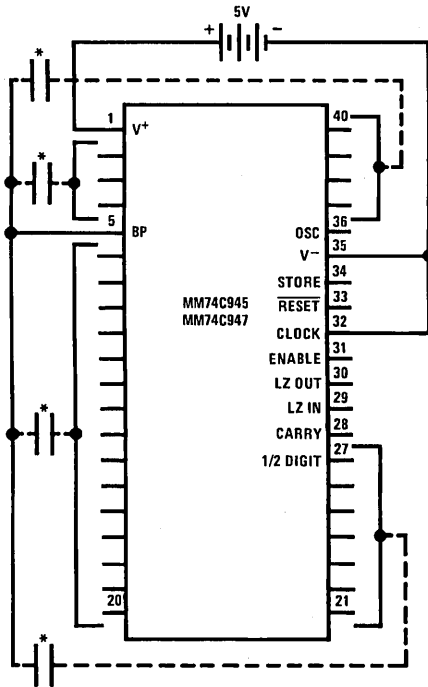 5V
+ −
*
1
V+
40
*
5
BP
36
OSC
35
V−
34
STORE
33
RESET
32
CLOCK
31
ENABLE
30
LZ OUT
29
LZ IN
28
CARRY
27
1/2 DIGIT
MM74C945
MM74C947
*
20
21
*